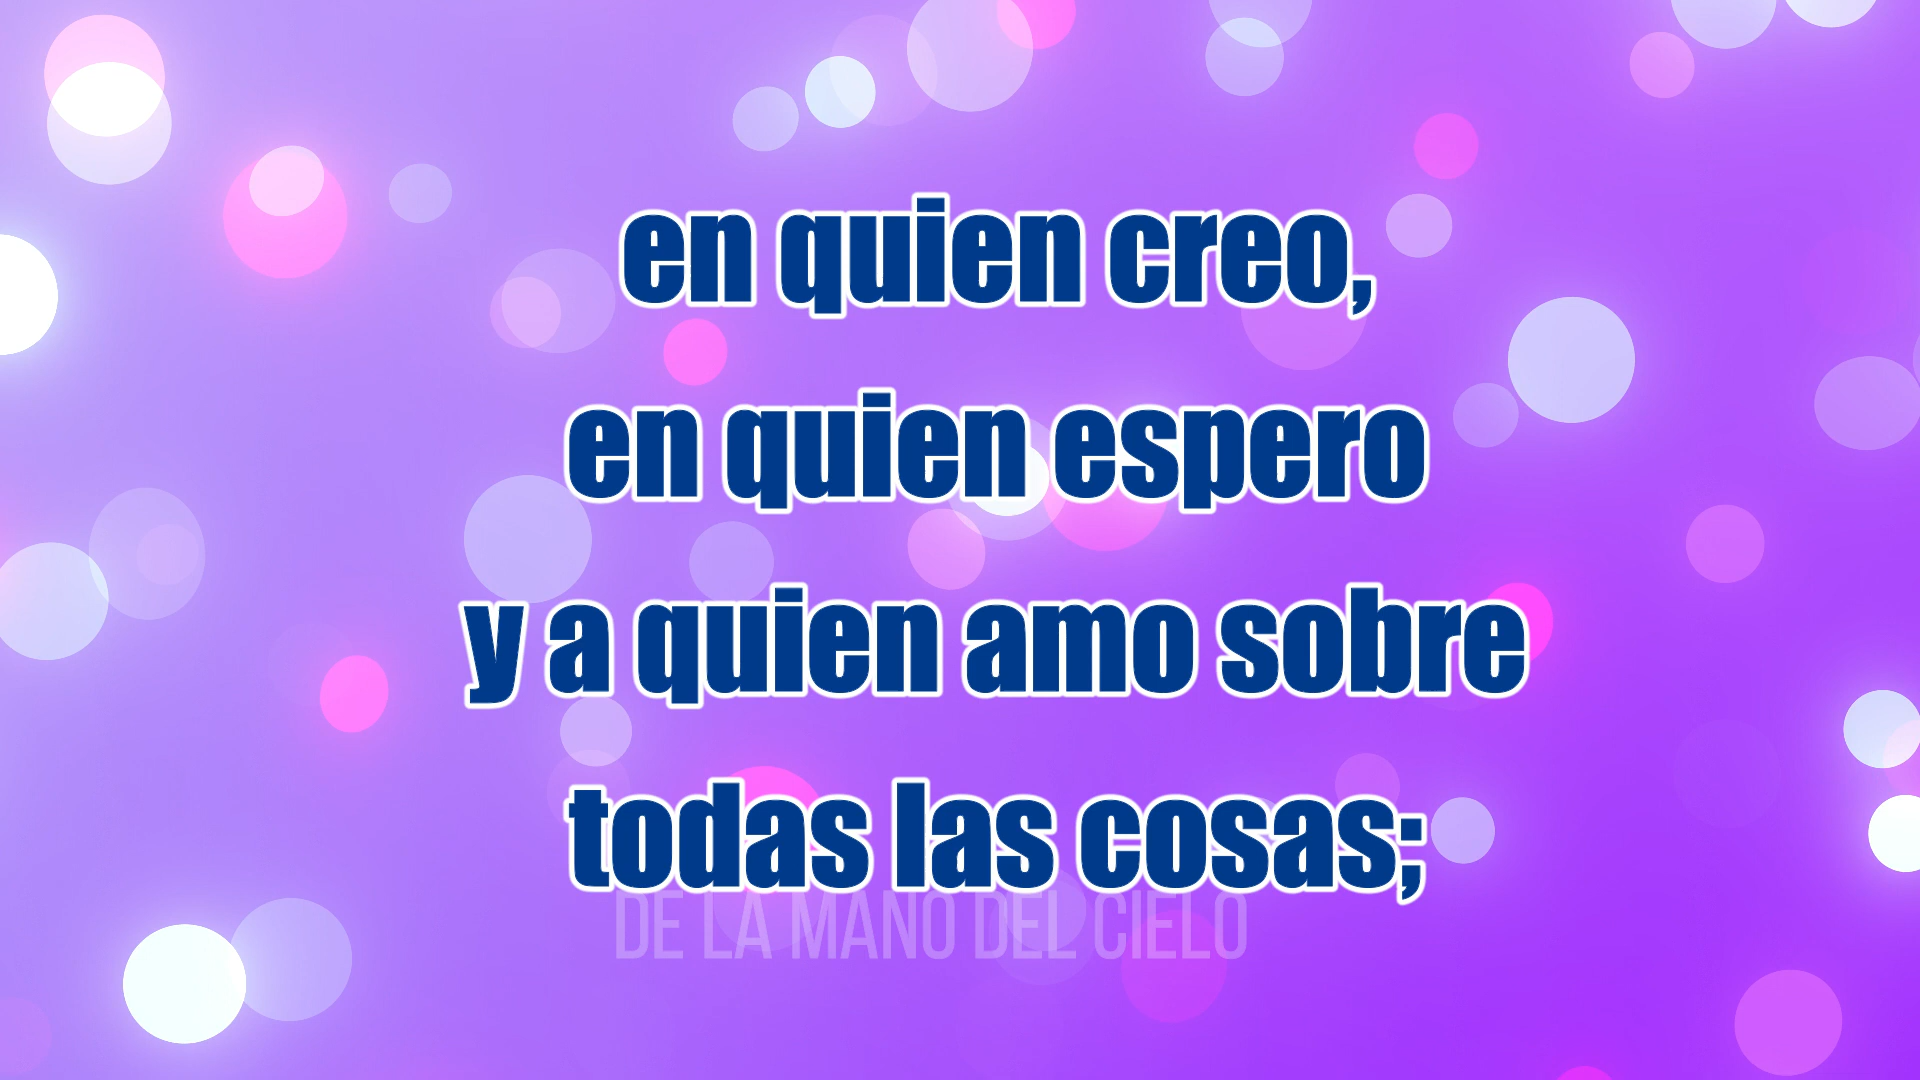 en quien creo,
en quien espero
y a quien amo sobre
todas las cosas;
DE LA MANO DEL CIELO